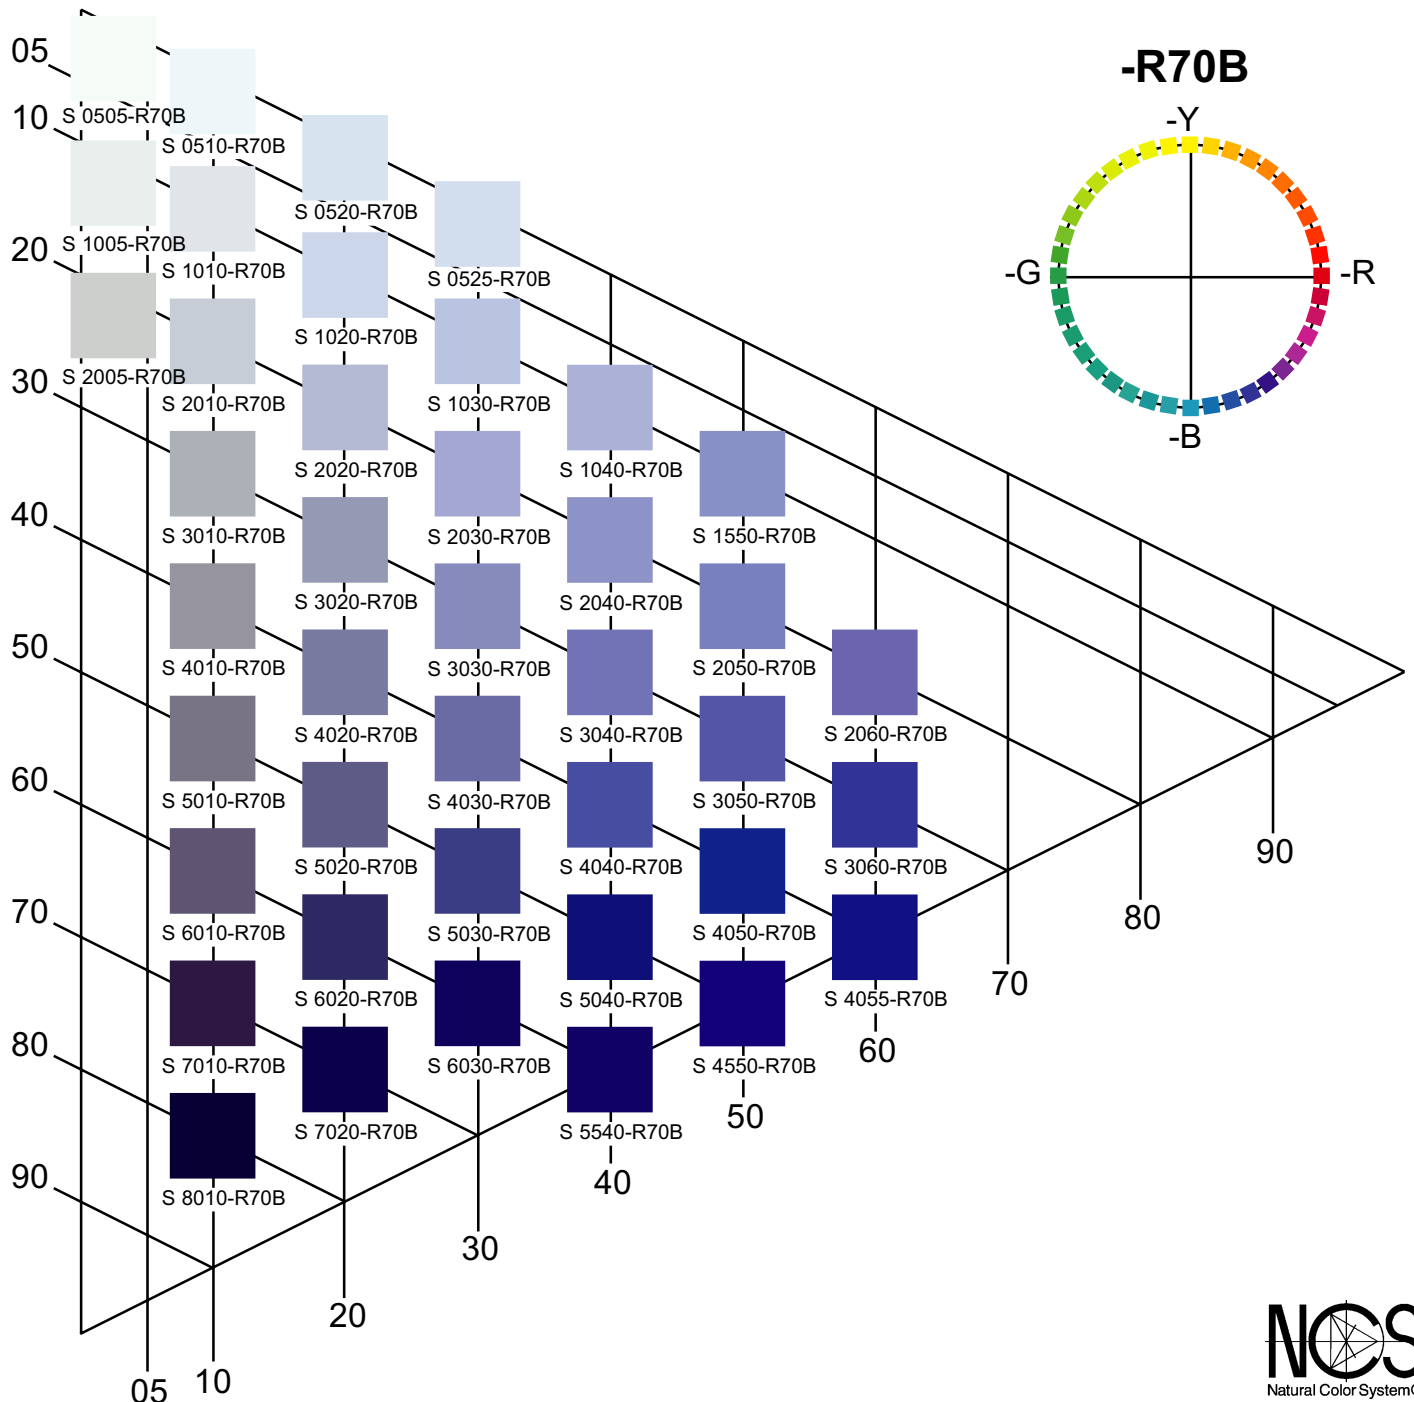 -R70B
-Y
-G
-R
-B
05
10
20
30
40
50
60
70
80
90
S 0505-R70B
S 0510-R70B
S 0520-R70B
S 0525-R70B
S 1005-R70B
S 1010-R70B
S 1020-R70B
S 1030-R70B
S 1040-R70B
S 1550-R70B
S 2005-R70B
S 2010-R70B
S 2020-R70B
S 2030-R70B
S 2040-R70B
S 2050-R70B
S 2060-R70B
S 3010-R70B
S 3020-R70B
S 3030-R70B
S 3040-R70B
S 3050-R70B
S 3060-R70B
S 4010-R70B
S 4020-R70B
S 4030-R70B
S 4040-R70B
S 4050-R70B
S 4055-R70B
S 5010-R70B
S 5020-R70B
S 5030-R70B
S 5040-R70B
S 4550-R70B
S 6010-R70B
S 6020-R70B
S 6030-R70B
S 5540-R70B
S 7010-R70B
S 7020-R70B
S 8010-R70B
05
10
20
30
40
50
60
70
80
90
NCS
Natural Color System©